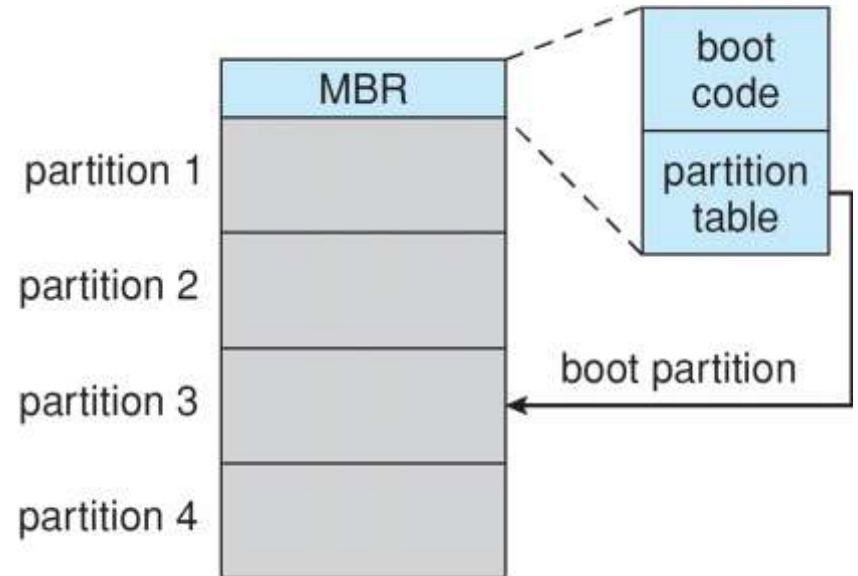 MBR
boot
code
partition
table
partition 1
partition 2
boot partition
partition 3
partition 4